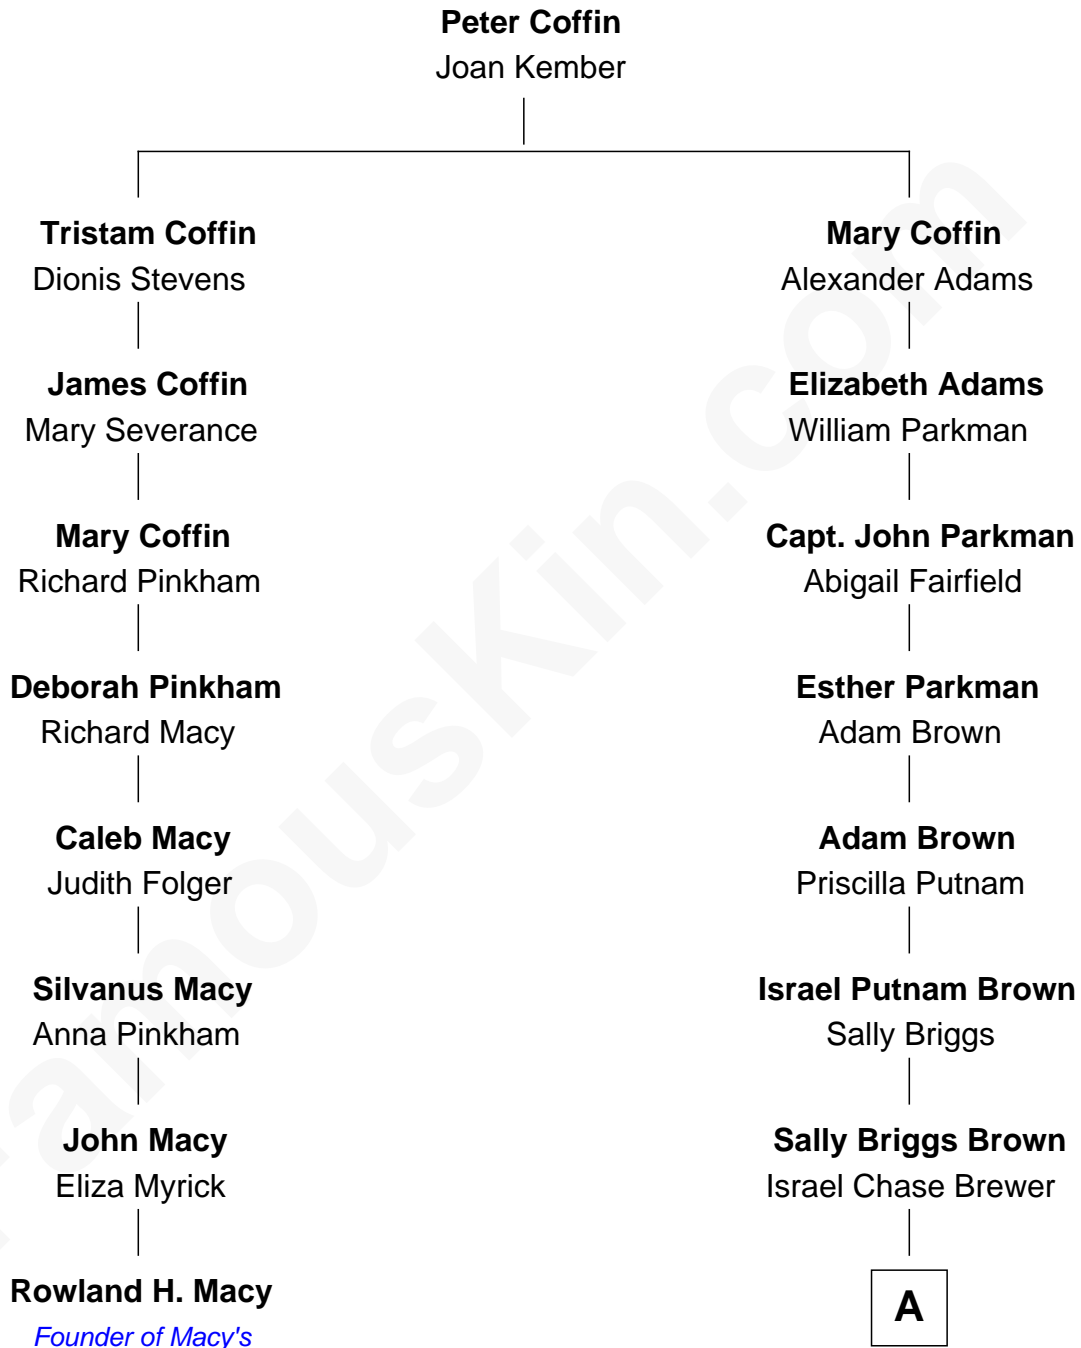 Peter Coffin
Joan Kember
Tristam Coffin
Dionis Stevens
James Coffin
Mary Severance
Mary Coffin
Richard Pinkham
Deborah Pinkham
Richard Macy
Caleb Macy
Judith Folger
Silvanus Macy
Anna Pinkham
John Macy
Eliza Myrick
Rowland H. Macy
Founder of Macy's
Mary Coffin
Alexander Adams
Elizabeth Adams
William Parkman
Capt. John Parkman
Abigail Fairfield
Esther Parkman
Adam Brown
Adam Brown
Priscilla Putnam
Israel Putnam Brown
Sally Briggs
Sally Briggs Brown
Israel Chase Brewer
A
FamousKin.com